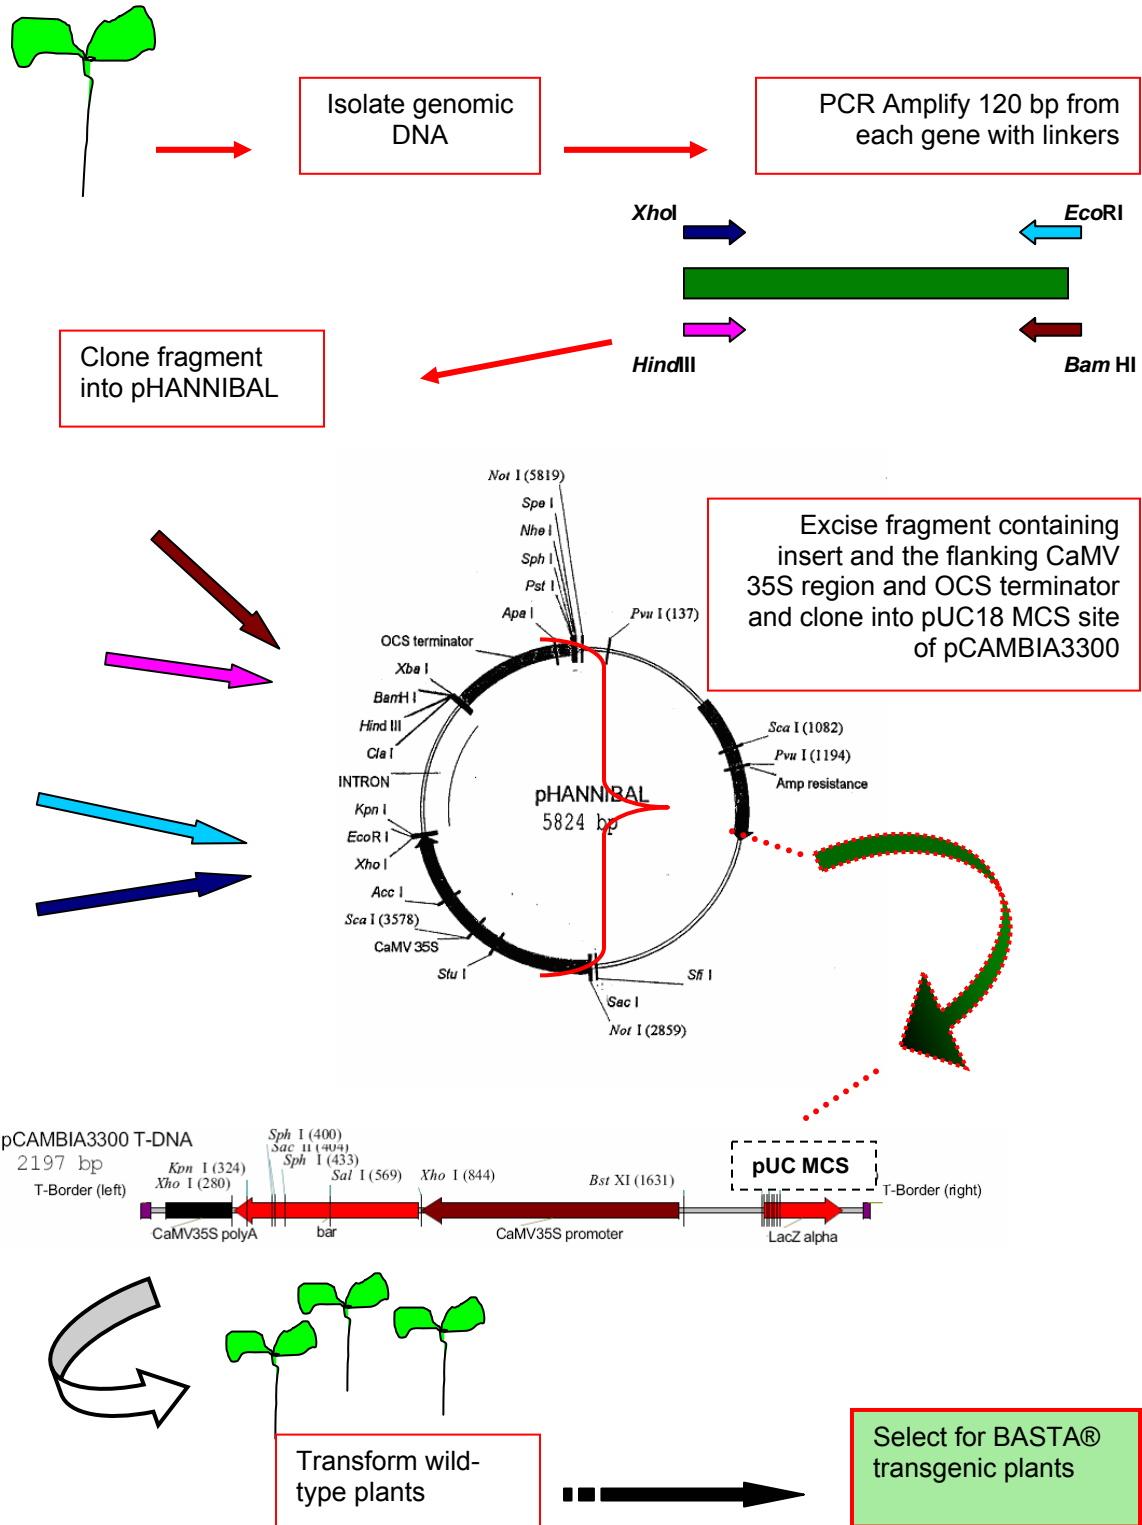 Isolate genomic
DNA
PCR Amplify 120 bp from
each gene with linkers
XhoI
EcoRI
HindIII
Bam HI
Clone fragment
into pHANNIBAL
Excise fragment containing
insert and the flanking CaMV
35S region and OCS terminator
and clone into pUC18 MCS site
of pCAMBIA3300
Not I (5819)
Spe I
Nhe I
Sph I
Pst I
Apa I
Pvu I (137)
OCS terminator
Xba I
BamH I
Hind III
Cla I
INTRON
Kpn I
EcoR I
Xho I
Acc I
Sca I (3578)
CaMV 35S
Stu I
Sca I (1082)
Pvu I (1194)
Amp resistance
pHANNIBAL
5824 bp
Sfi I
Sac I
Not I (2859)
pCAMBIA3300 T-DNA
2197 bp
Sph I (400)
Sac II (404)
Sph I (433)
Kpn I (324)
Xho I (280)
Sal I (569)
Xho I (844)
Bst XI (1631)
pUC MCS
T-Border (left)
T-Border (right)
CaMV35S polyA
bar
CaMV35S promoter
LacZ alpha
Transform wild-
type plants
Select for BASTA®
transgenic plants